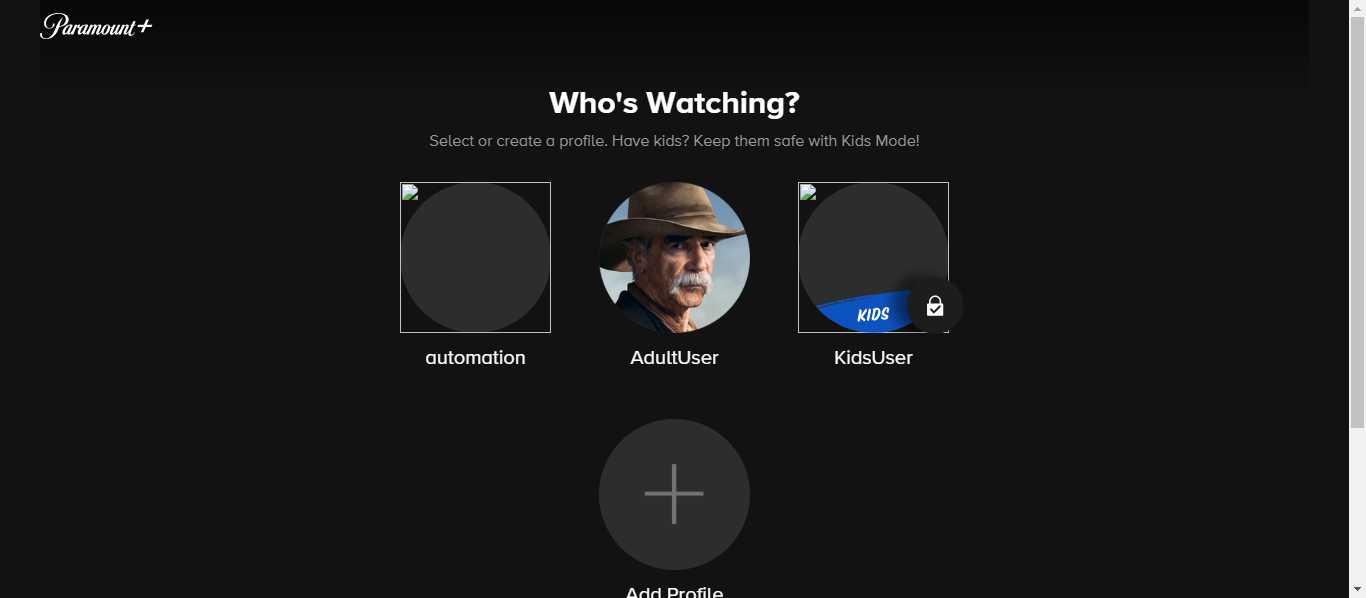 Paramount+
Who's Watching?
Select or create a profile. Have kids? Keep them safe with Kids Mode!
KIDS
automation
AdultUser
KidsUser
Add Profile